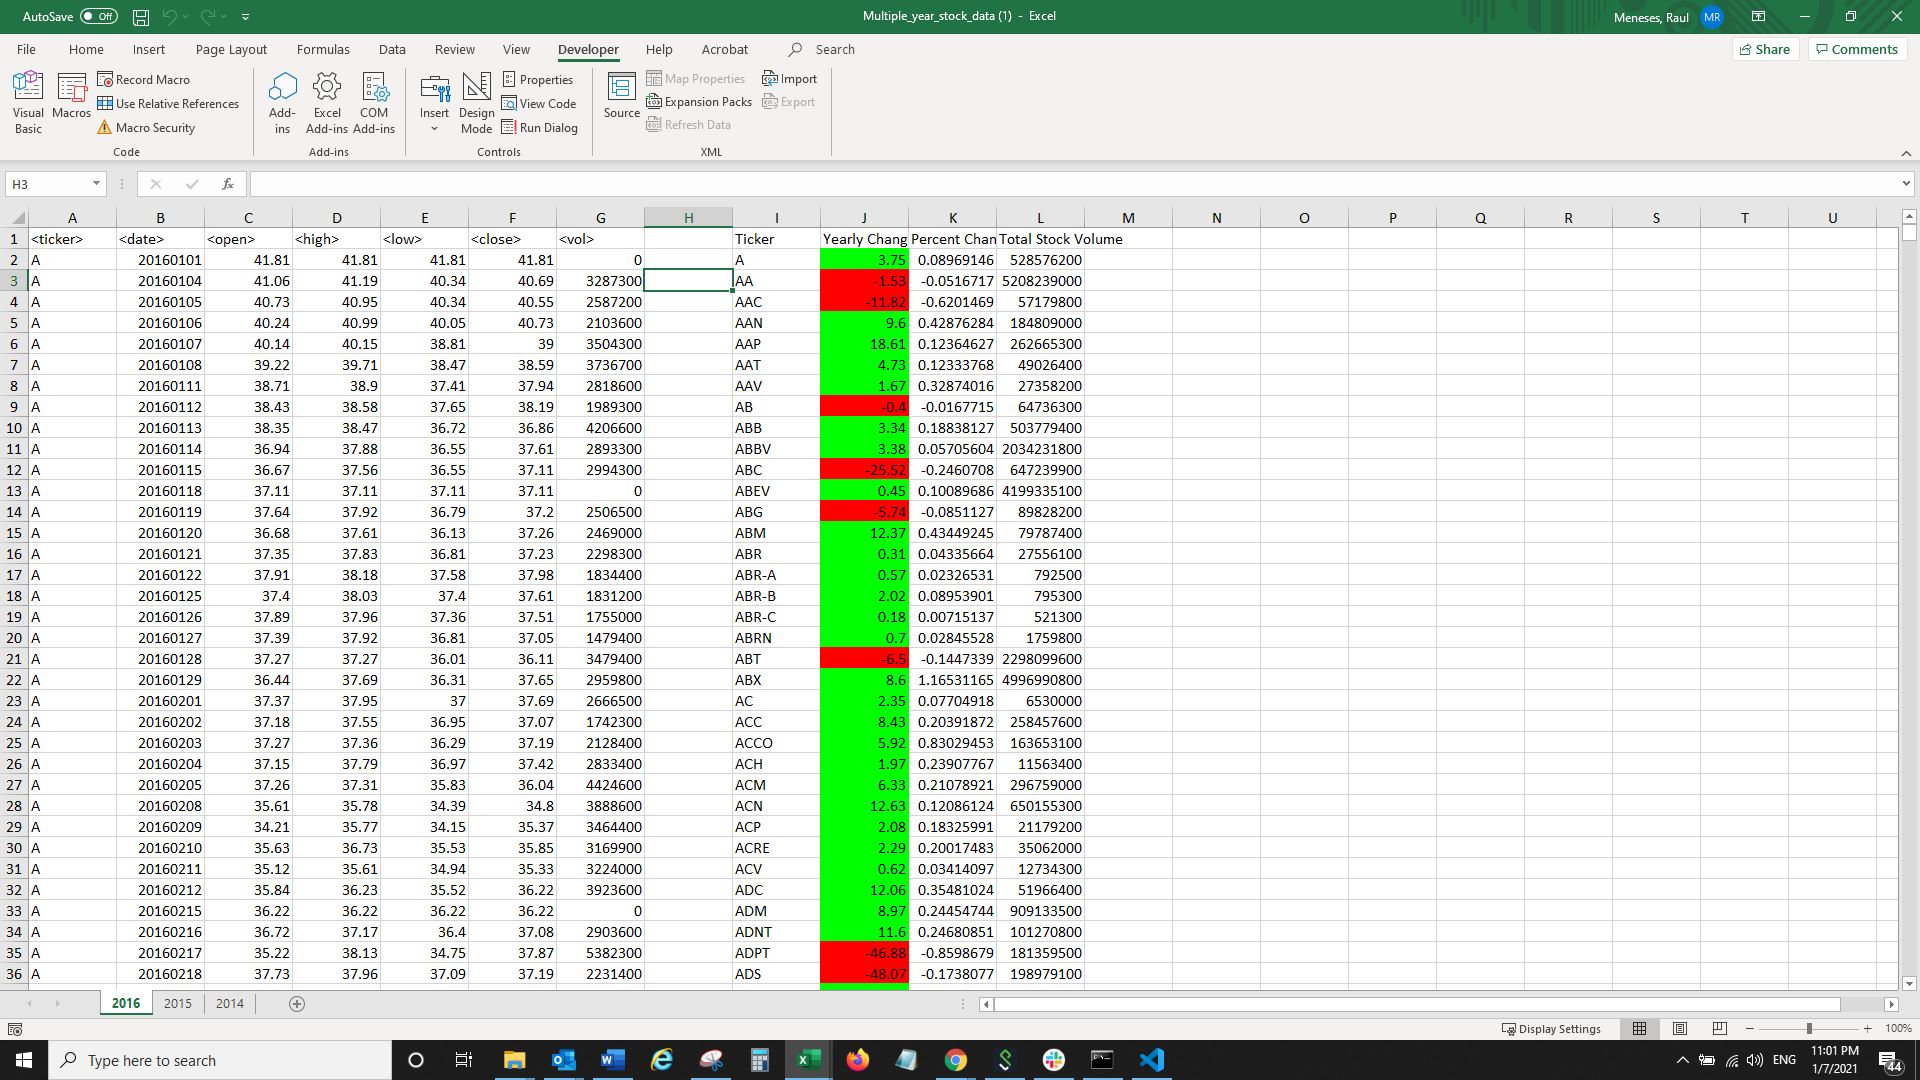 AutoSave Off Multiple_year_stock_data (1) - Excel Meneses, Raul MR
File Home Insert Page Layout Formulas Data Review View Developer Help Acrobat Search Share Comments
Visual Basic Macros Record Macro Use Relative References Macro Security Code
Add-ins Excel Add-ins COM Add-ins Add-ins
Insert Design Mode Properties View Code Run Dialog Controls
Source Map Properties Expansion Packs Refresh Data Import Export XML
H3 fx
A B C D E F G H I J K L M N O P Q R S T U
1 <ticker> <date> <open> <high> <low> <close> <vol> Ticker Yearly Chang Percent Chan Total Stock Volume
2 A 20160101 41.81 41.81 41.81 41.81 0 A 3.75 0.08969146 528576200
3 A 20160104 41.06 41.19 40.34 40.69 3287300 AA -1.53 -0.0516717 5208239000
4 A 20160105 40.73 40.95 40.34 40.55 2587200 AAC -11.82 -0.6201469 57179800
5 A 20160106 40.24 40.99 40.05 40.73 2103600 AAN 9.6 0.42876284 184809000
6 A 20160107 40.14 40.15 38.81 39 3504300 AAP 18.61 0.12364627 262665300
7 A 20160108 39.22 39.71 38.47 38.59 3736700 AAT 4.73 0.12333768 49026400
8 A 20160111 38.71 38.9 37.41 37.94 2818600 AAV 1.67 0.32874016 27358200
9 A 20160112 38.43 38.58 37.65 38.19 1989300 AB -0.4 -0.0167715 64736300
10 A 20160113 38.35 38.47 36.72 36.86 4206600 ABB 3.34 0.18838127 503779400
11 A 20160114 36.94 37.88 36.55 37.61 2893300 ABBV 3.38 0.05705604 2034231800
12 A 20160115 36.67 37.56 36.55 37.11 2994300 ABC -25.52 -0.2460708 647239900
13 A 20160118 37.11 37.11 37.11 37.11 0 ABEV 0.45 0.10089686 4199335100
14 A 20160119 37.64 37.92 36.79 37.2 2506500 ABG -5.74 -0.0851127 89828200
15 A 20160120 36.68 37.61 36.13 37.26 2469000 ABM 12.37 0.43449245 79787400
16 A 20160121 37.35 37.83 36.81 37.23 2298300 ABR 0.31 0.04335664 27556100
17 A 20160122 37.91 38.18 37.58 37.98 1834400 ABR-A 0.57 0.02326531 792500
18 A 20160125 37.4 38.03 37.4 37.61 1831200 ABR-B 2.02 0.08953901 795300
19 A 20160126 37.89 37.96 37.36 37.51 1755000 ABR-C 0.18 0.00715137 521300
20 A 20160127 37.39 37.92 36.81 37.05 1479400 ABRN 0.7 0.02845528 1759800
21 A 20160128 37.27 37.27 36.01 36.11 3479400 ABT -6.5 -0.1447339 2298099600
22 A 20160129 36.44 37.69 36.31 37.65 2959800 ABX 8.6 1.16531165 4996990800
23 A 20160201 37.37 37.95 37 37.69 2666500 AC 2.35 0.07704918 6530000
24 A 20160202 37.18 37.55 36.95 37.07 1742300 ACC 8.43 0.20391872 258457600
25 A 20160203 37.27 37.36 36.29 37.19 2128400 ACCO 5.92 0.83029453 163653100
26 A 20160204 37.15 37.79 36.97 37.42 2833400 ACH 1.97 0.23907767 11563400
27 A 20160205 37.26 37.31 35.83 36.04 4424600 ACM 6.33 0.21078921 296759000
28 A 20160208 35.61 35.78 34.39 34.8 3888600 ACN 12.63 0.12086124 650155300
29 A 20160209 34.21 35.77 34.15 35.37 3464400 ACP 2.08 0.18325991 21179200
30 A 20160210 35.63 36.73 35.53 35.85 3169900 ACRE 2.29 0.20017483 35062000
31 A 20160211 35.12 35.61 34.94 35.33 3224000 ACV 0.62 0.03414097 12734300
32 A 20160212 35.84 36.23 35.52 36.22 3923600 ADC 12.06 0.35481024 51966400
33 A 20160215 36.22 36.22 36.22 36.22 0 ADM 8.97 0.24454744 909133500
34 A 20160216 36.72 37.17 36.4 37.08 2903600 ADNT 11.6 0.24680851 101270800
35 A 20160217 35.22 38.13 34.75 37.87 5382300 ADPT -46.88 -0.8598679 181359500
36 A 20160218 37.73 37.96 37.09 37.19 2231400 ADS -48.07 -0.1738077 198979100
2016 2015 2014
Display Settings 100%
Type here to search ENG 11:01 PM
1/7/2021 44